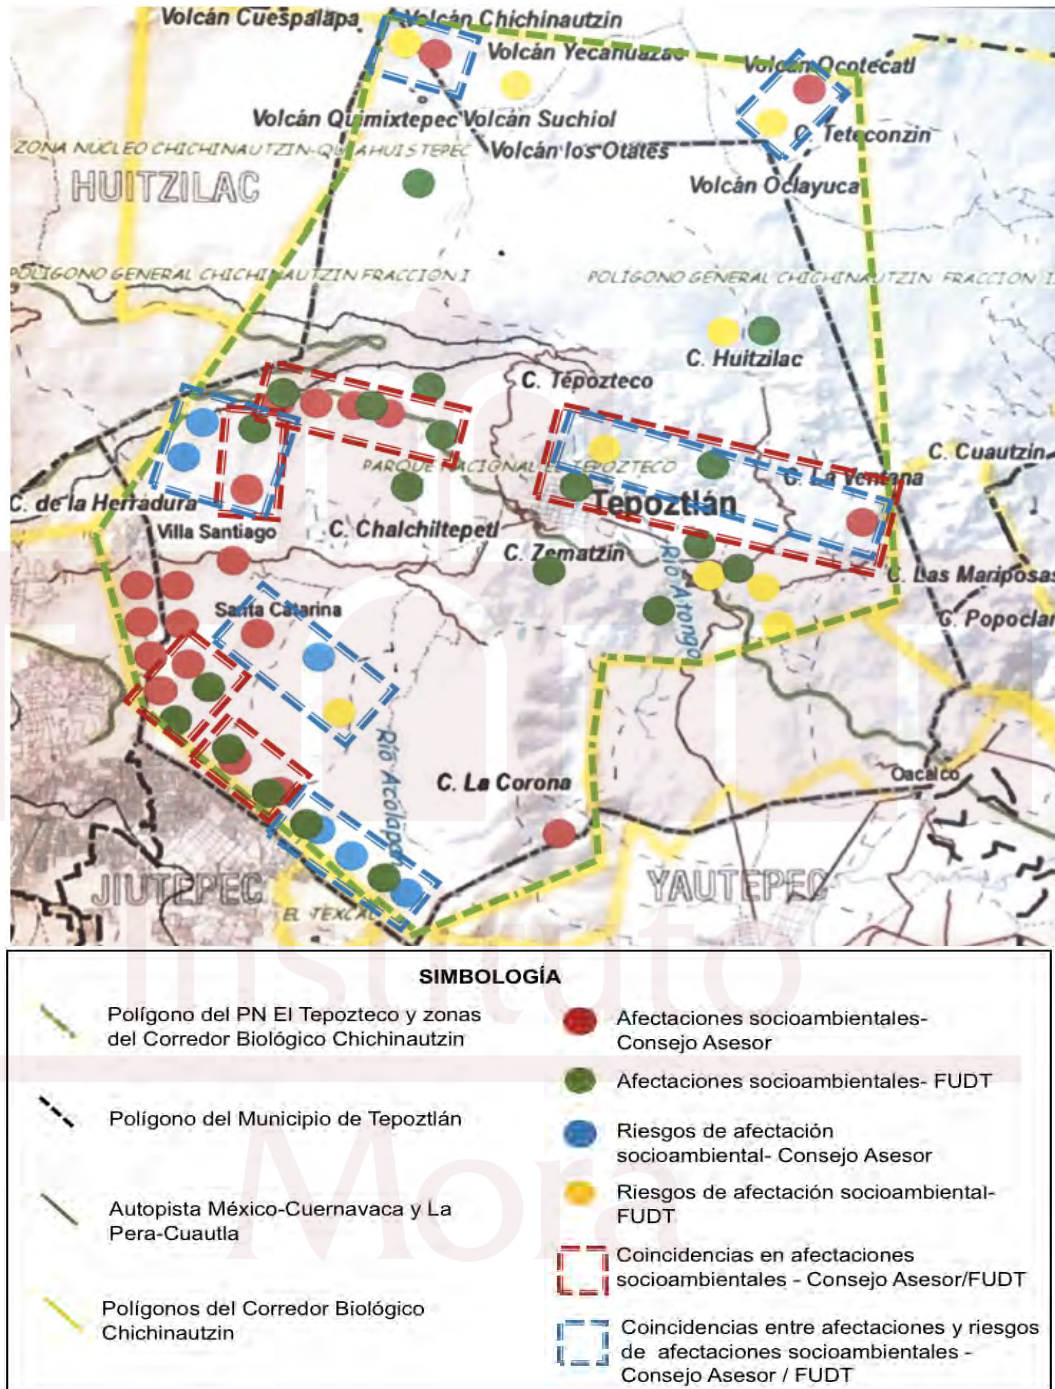 Volcán Cuespalapa
Volcán Chichinautzin
Volcán Yecahuazac
Volcán Ocotecatl
Volcán Quimixtepec
Volcán Suchiol
C. Teteconzin
ZONA NÚCLEO CHICHINAUTZIN-QUIAHUISTEPEC
Volcán los Otates
HUITZILAC
Volcán Oclayuca
POLÍGONO GENERAL CHICHINAUTZIN FRACCIÓN I
POLÍGONO GENERAL CHICHINAUTZIN FRACCIÓN I
C. Huitzilac
C. Tepozteco
PARQUE NACIONAL EL TEPOZTECO
C. Cuautzin
C. La Ventana
C. de la Herradura
Tepoztlán
Villa Santiago
C. Chalchiltepetl
C. Zematzin
Río Atongo
C. Las Mariposas
Santa Catarina
C. Popoclan
Río Acolapa
C. La Corona
Oacalco
JIUTEPEC
YAUTEPEC
EL TEXCAL
SIMBOLOGÍA
Polígono del PN El Tepozteco y zonas
del Corredor Biológico Chichinautzin
Polígono del Municipio de Tepoztlán
Autopista México-Cuernavaca y La
Pera-Cuautla
Polígonos del Corredor Biológico
Chichinautzin
Afectaciones socioambientales-
Consejo Asesor
Afectaciones socioambientales- FUDT
Riesgos de afectación
socioambiental- Consejo Asesor
Riesgos de afectación socioambiental-
FUDT
Coincidencias en afectaciones
socioambientales - Consejo Asesor/FUDT
Coincidencias entre afectaciones y riesgos
de afectaciones socioambientales -
Consejo Asesor / FUDT
Instituto
Mora